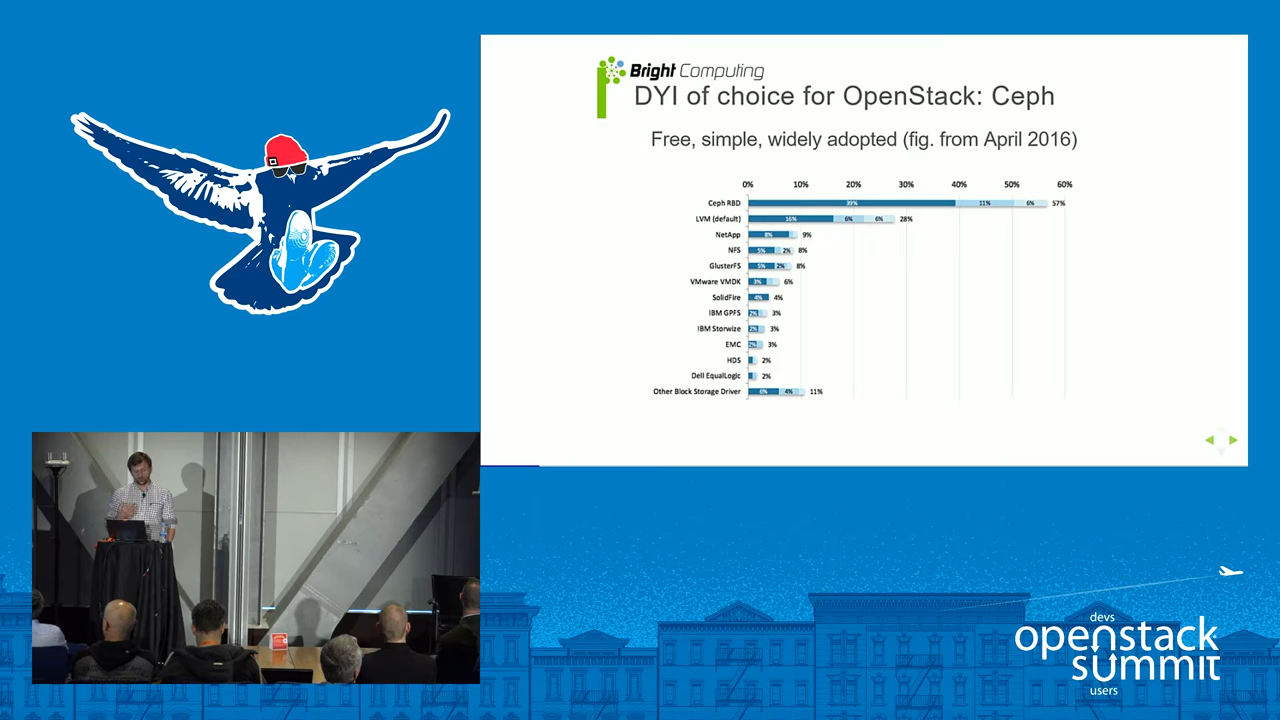 Bright Computing
DYI of choice for OpenStack: Ceph
Free, simple, widely adopted (fig. from April 2016)
0% 10% 20% 30% 40% 50% 60%
Ceph RBD 39% 11% 6% 57%
LVM (default) 16% 6% 6% 28%
NetApp 8% 9%
NFS 5% 2% 8%
GlusterFS 5% 2% 8%
VMware VMDK 3% 6%
SolidFire 4% 4%
IBM GPFS 2% 3%
IBM Storwize 2% 3%
EMC 2% 3%
HDS 2%
Dell EqualLogic 2%
Other Block Storage Driver 6% 4% 11%
devs
openstack
summit
users